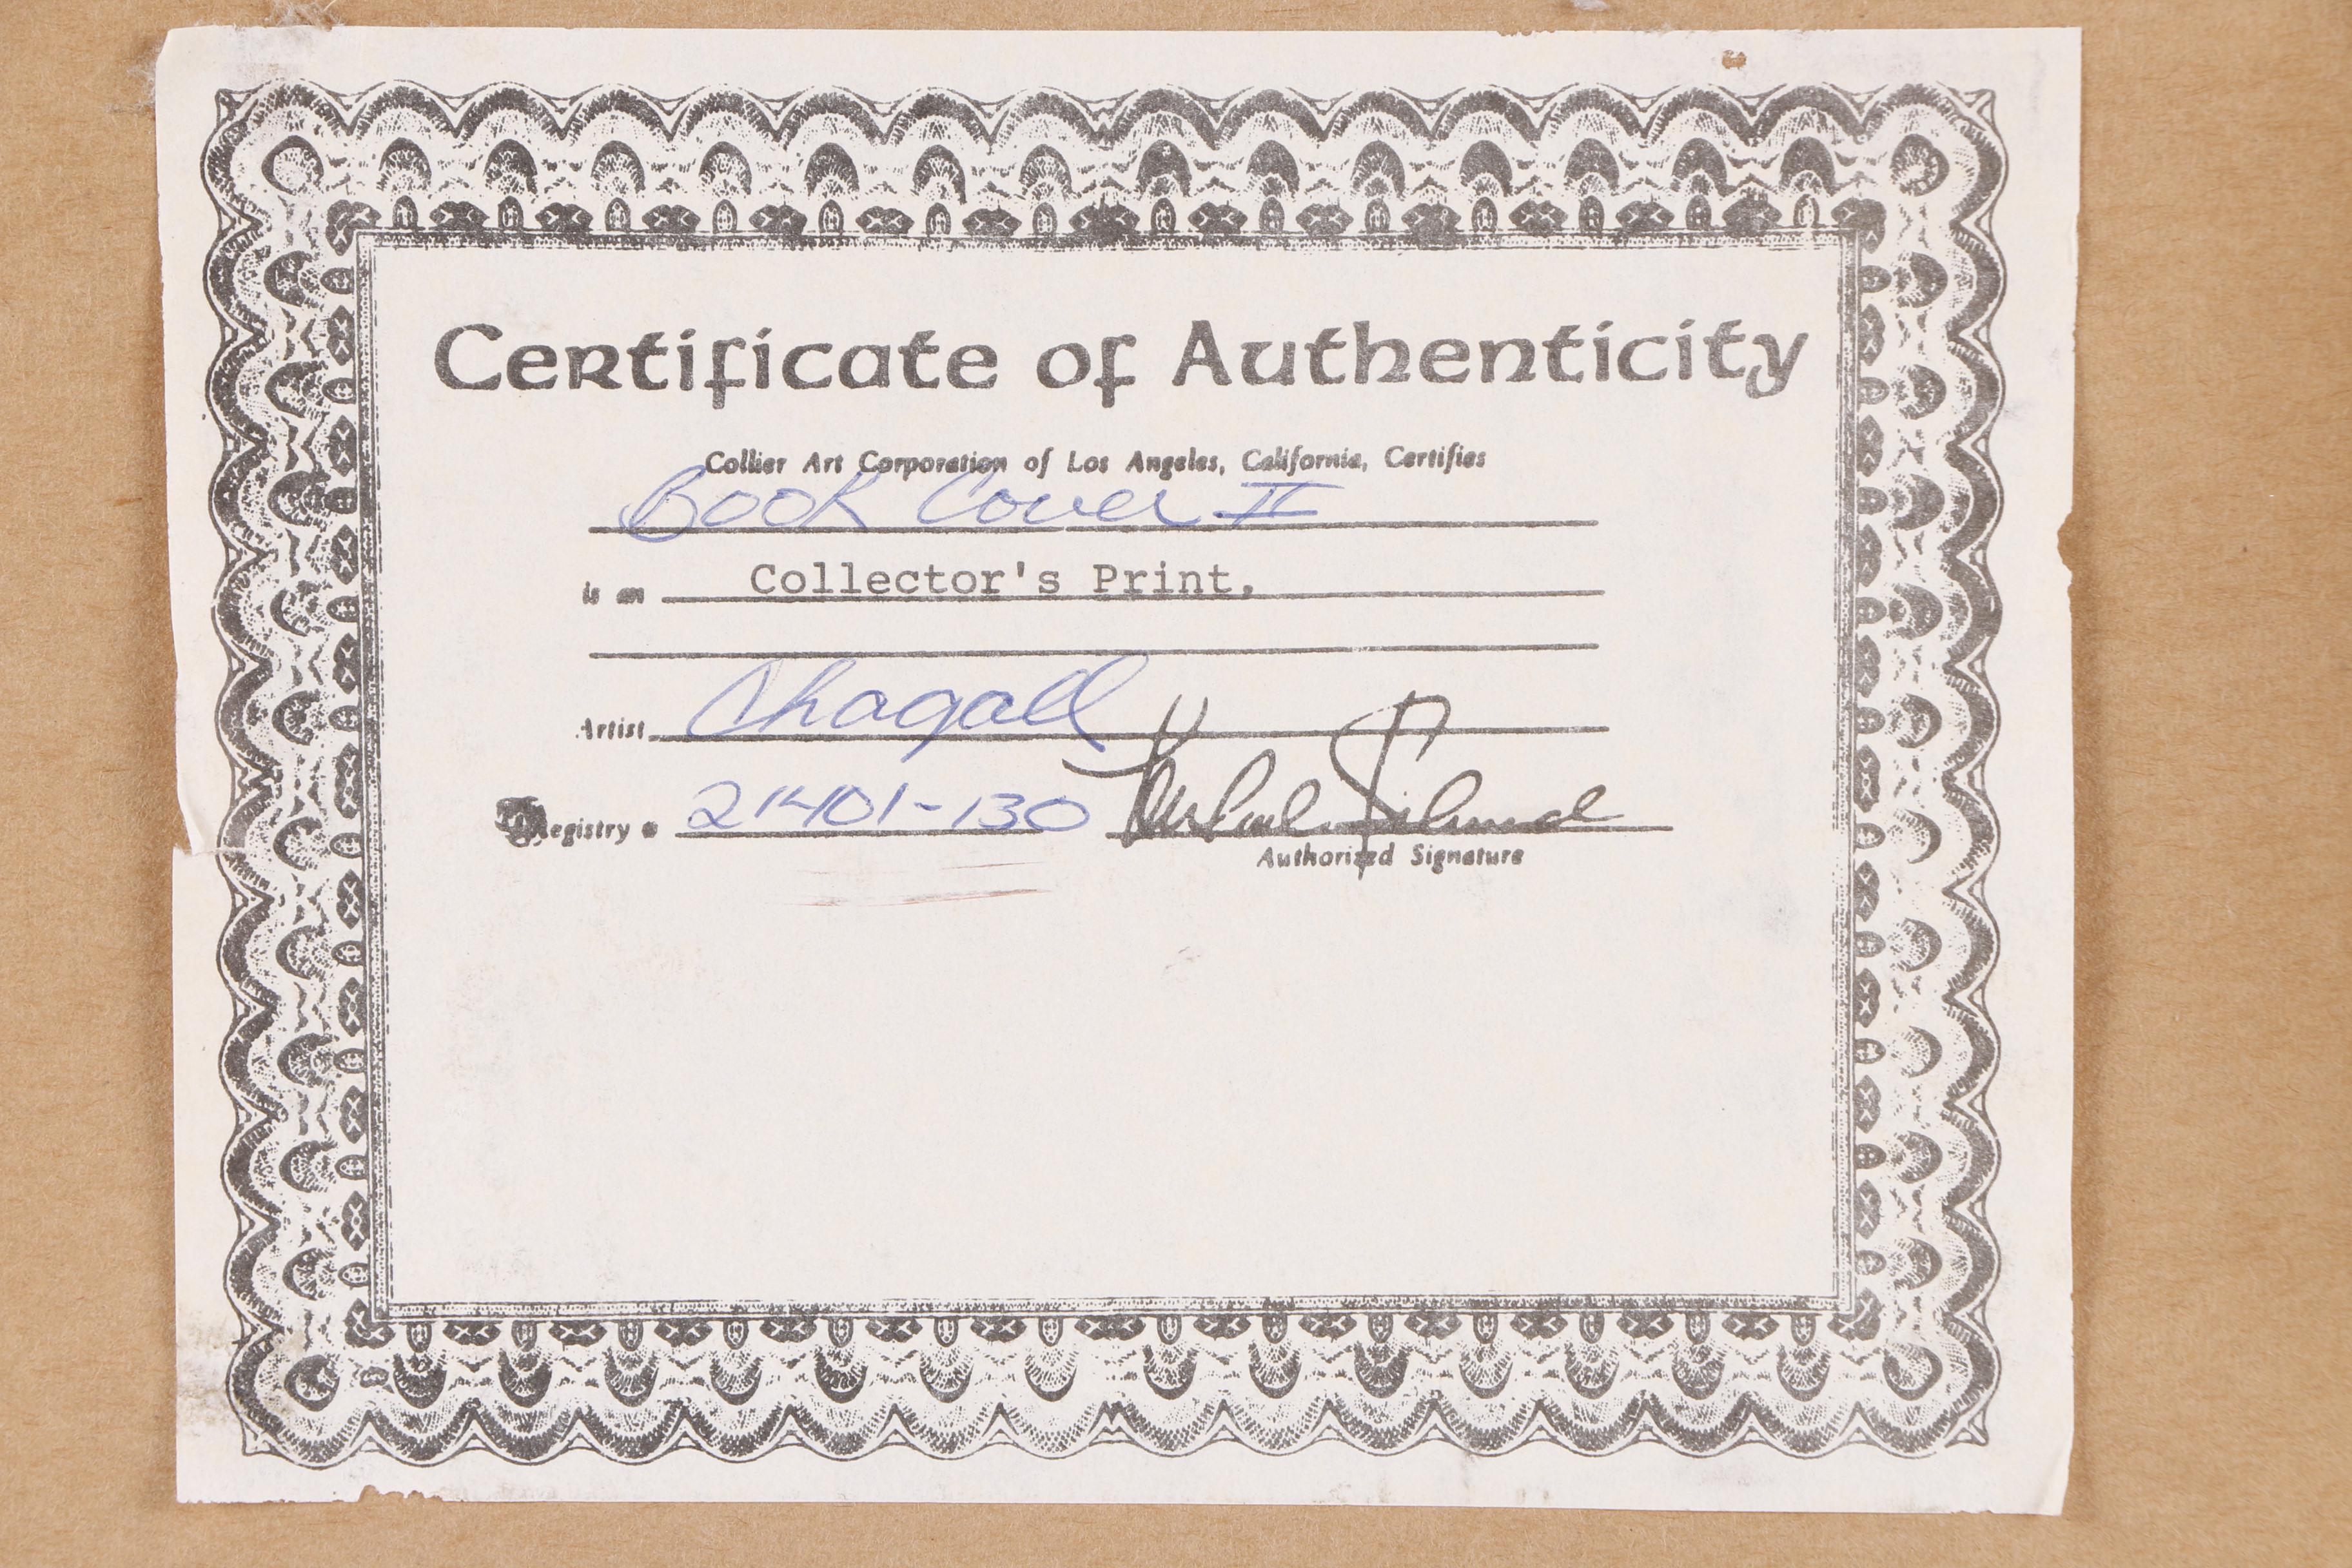 Certificate of Authenticity
Collier Art Corporation of Los Angeles, California, Certifies
Book Cover II
is an Collector's Print.
Artist Chagall
Registry # 21401-130
Authorized Signature